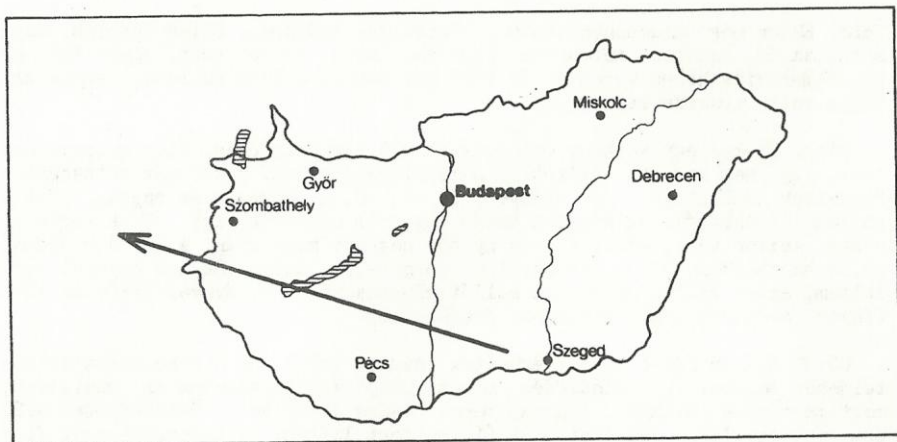 Miskolc
Győr
Debrecen
Budapest
Szombathely
Szeged
Pécs